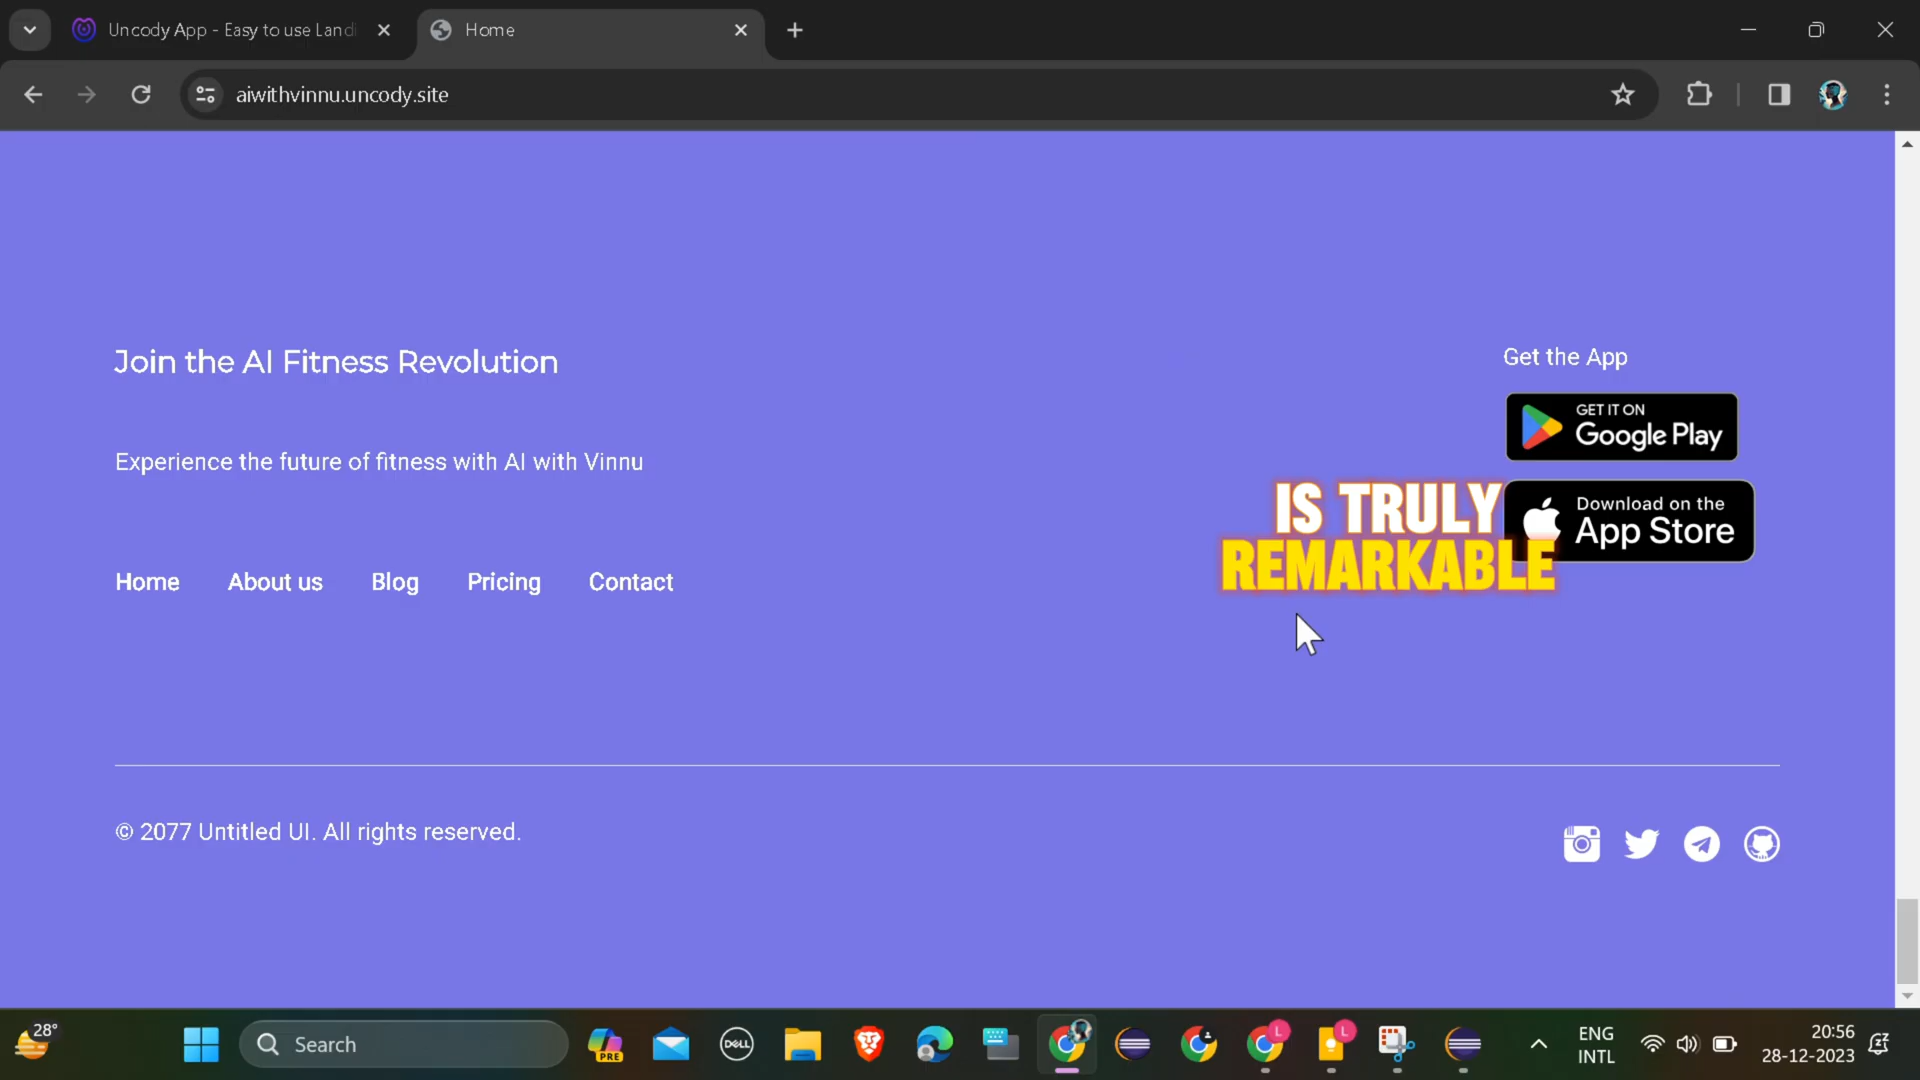 Uncody App - Easy to use Landi
Home
aiwithvinnu.uncody.site
Join the AI Fitness Revolution
Get the App
GET IT ON
Google Play
Experience the future of fitness with AI with Vinnu
IS TRULY
REMARKABLE
Download on the
App Store
Home About us Blog Pricing Contact
© 2077 Untitled UI. All rights reserved.
28°
Search
PRE
DELL
L
L
ENG
INTL
20:56
28-12-2023